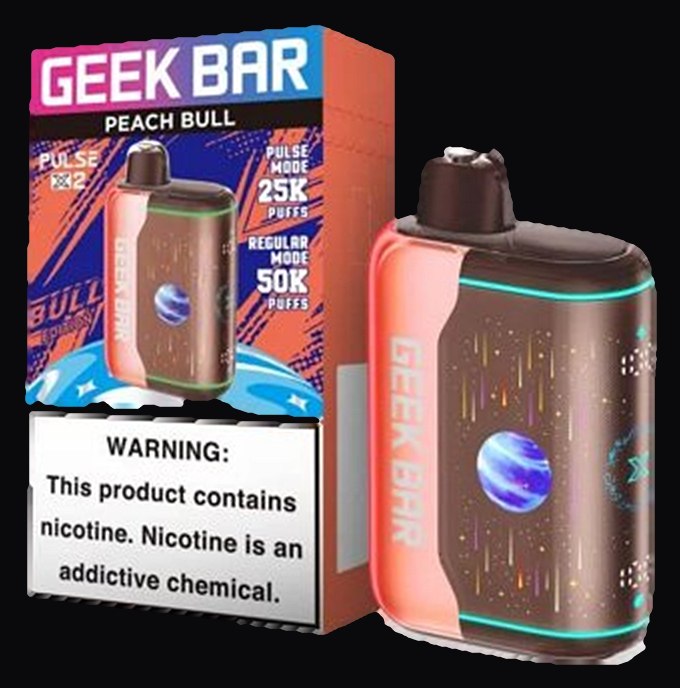 GEEK BAR
PEACH BULL
PULSE
X2
PULSE
MODE
25K
PUFFS
REGULAR
MODE
50K
PUFFS
GEEK BAR
BULL
EDITION
WARNING:
This product contains
nicotine. Nicotine is an
addictive chemical.
GEEK BAR
X